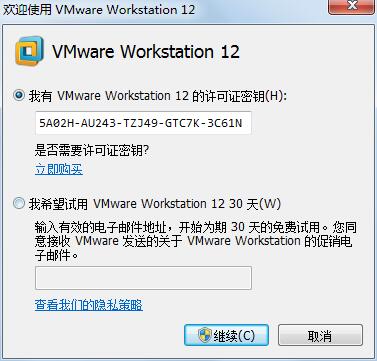 欢迎使用 VMware Workstation 12
VMware Workstation 12
我有 VMware Workstation 12 的许可证密钥(H):
5A02H-AU243-TZJ49-GTC7K-3C61N
是否需要许可证密钥?
立即购买
我希望试用 VMware Workstation 12 30 天(W)
输入有效的电子邮件地址，开始为期 30 天的免费试用。您同
意接收 VMware 发送的关于 VMware Workstation 的促销电
子邮件。
查看我们的隐私策略
继续(C)
取消